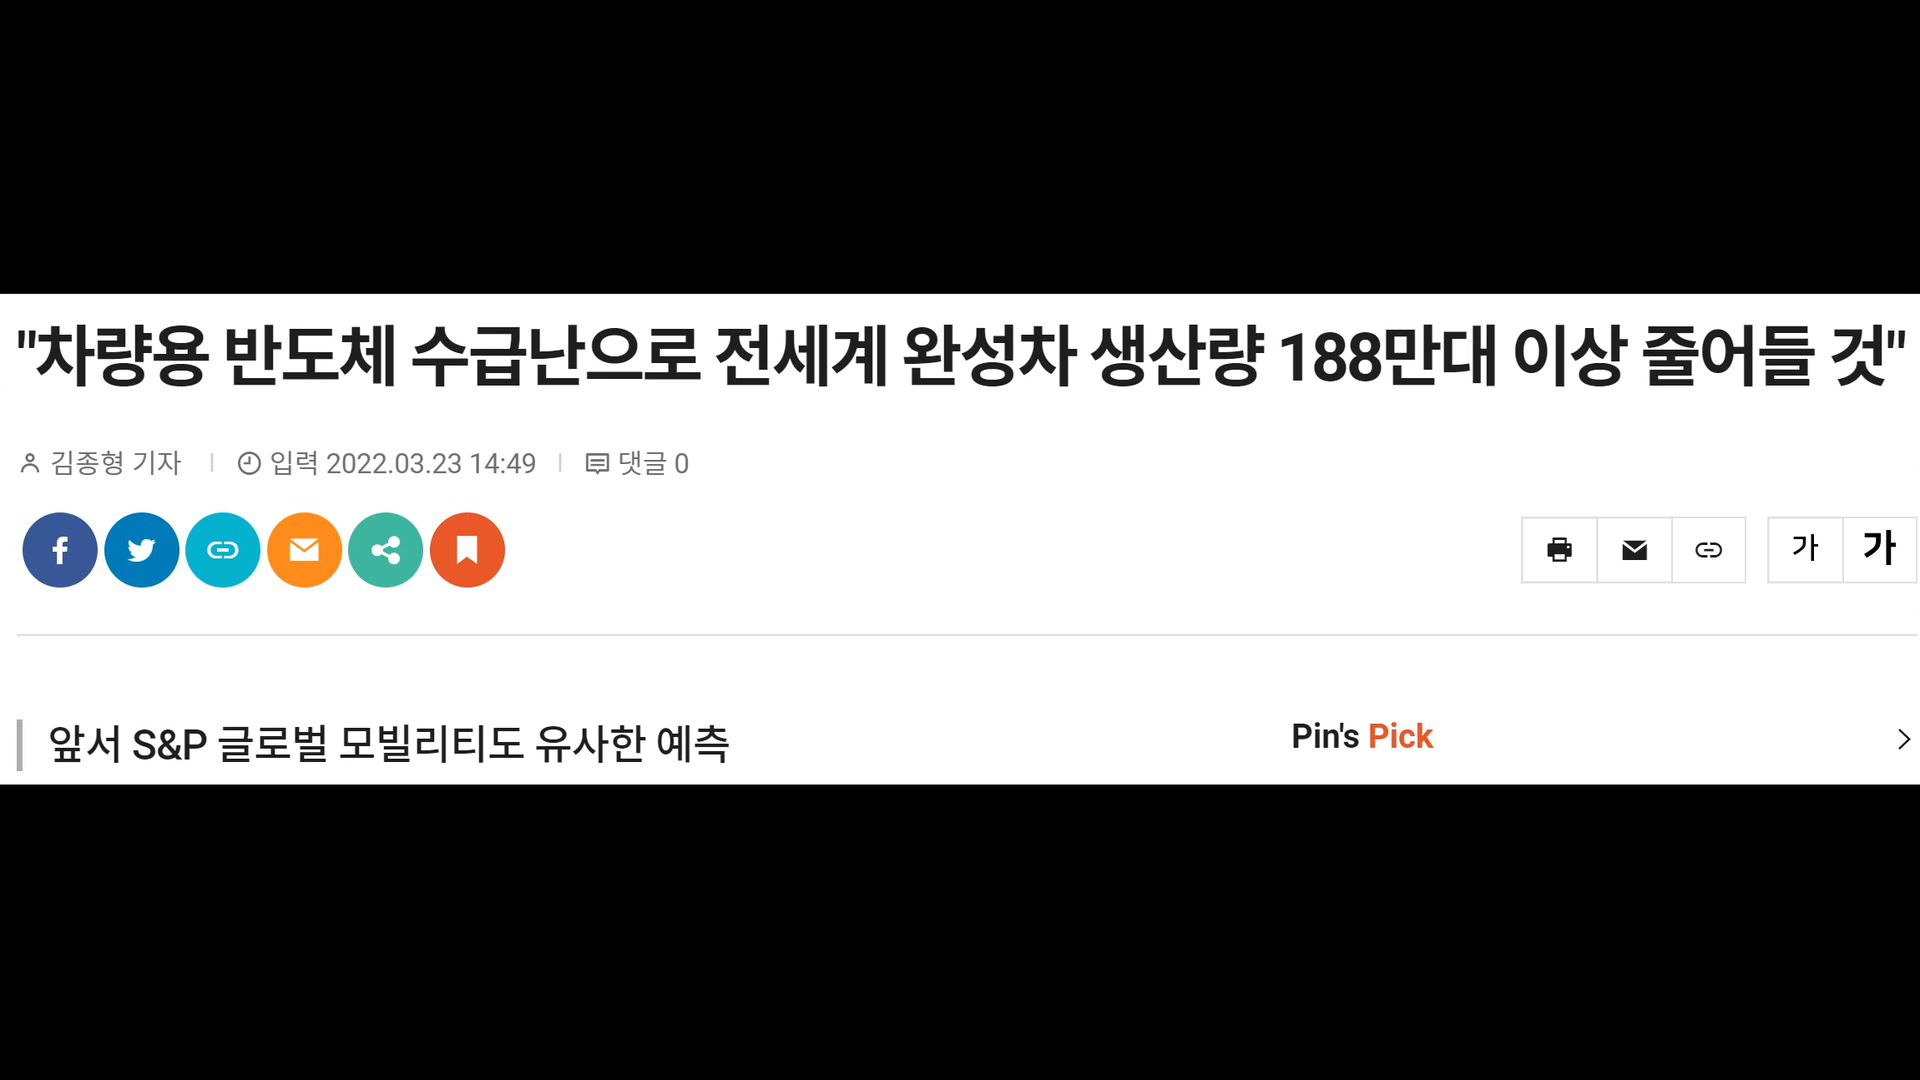 "차량용 반도체 수급난으로 전세계 완성차 생산량 188만대 이상 줄어들 것"
김종형 기자 입력 2022.03.23 14:49 댓글 0
가 가
앞서 S&P 글로벌 모빌리티도 유사한 예측
Pin's Pick